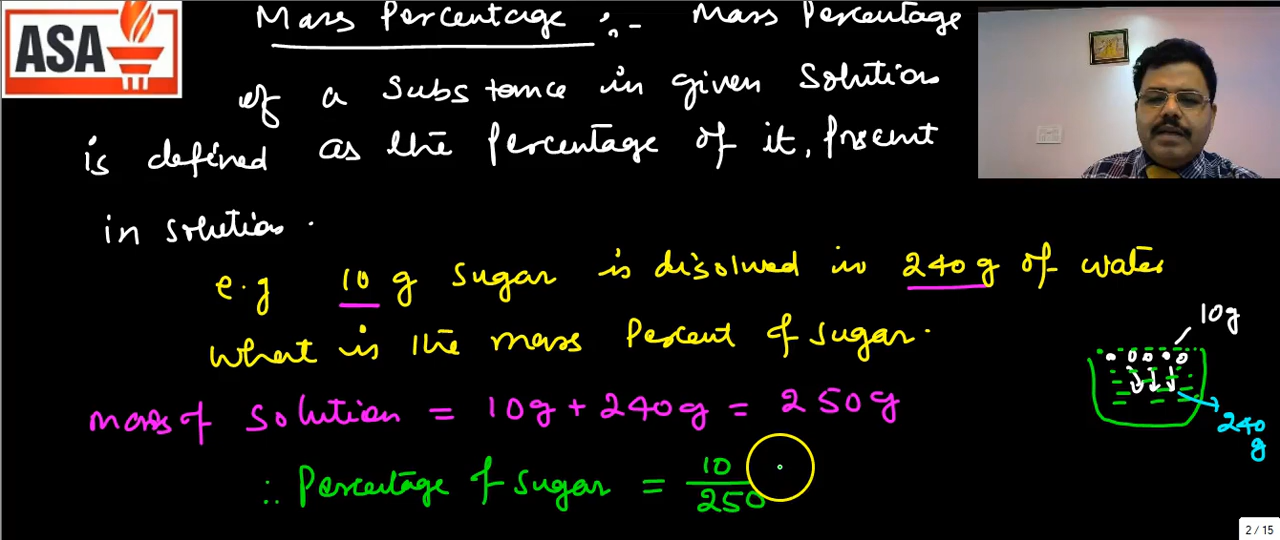 ASA
Mass Percentage :- Mass Percentage
of a Substance in given Solution
is defined as the percentage of it, Present
in solution.
e.g 10 g sugar is disolved in 240 g of water
What is the mass Percent of sugar.
mass of solution = 10g + 240g = 250g
∴ Percentage of sugar = 10/250
10g
240
g
2 / 15